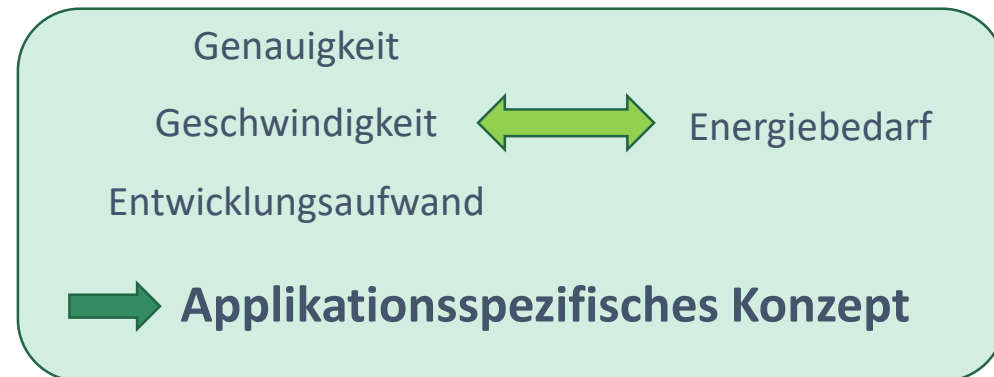 Genauigkeit
Geschwindigkeit
Energiebedarf
Entwicklungsaufwand
Applikationsspezifisches Konzept